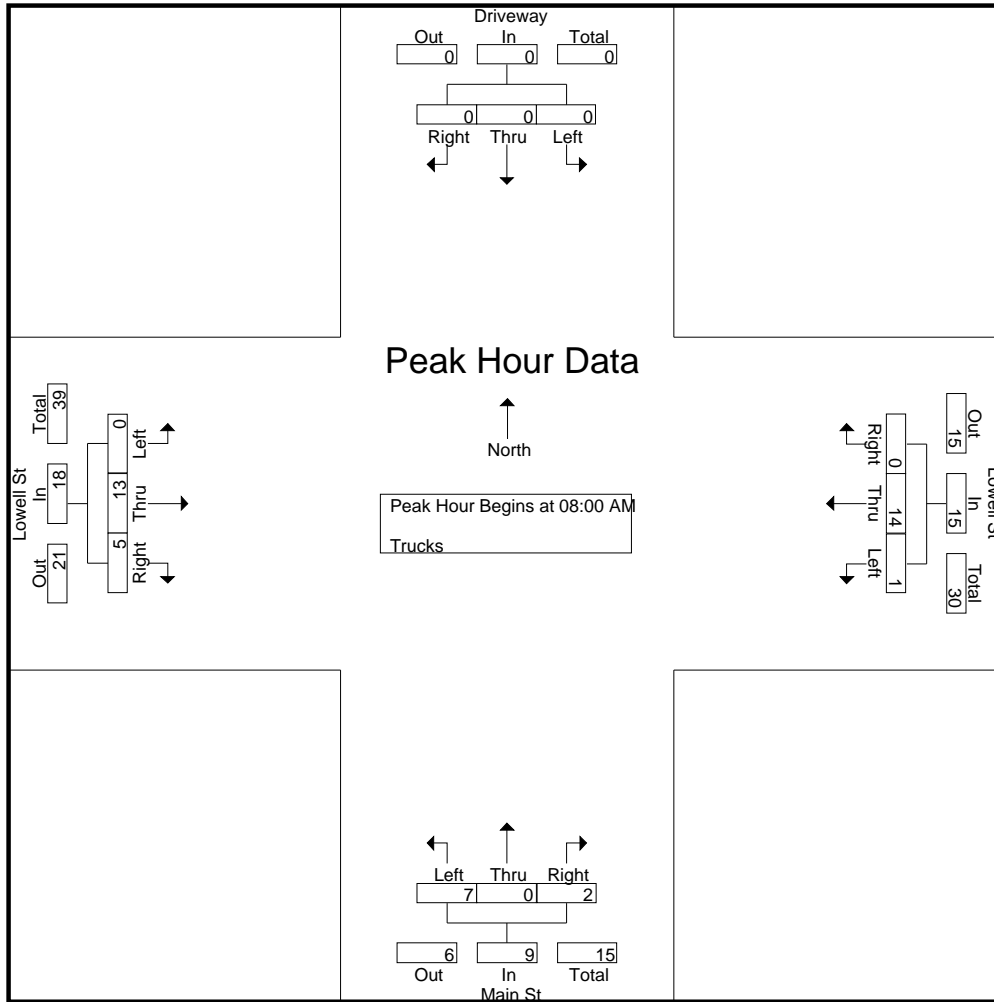 Driveway
Out In Total
0 0 0
0 0 0
Right Thru Left
Peak Hour Data
North
Peak Hour Begins at 08:00 AM
Trucks
Lowell St
Total In Out
39 18 21
0 13 5
Left Thru Right
Right Thru Left
0 14 1
15 15 30
Out In Total
Lowell St
Left Thru Right
7 0 2
6 9 15
Out In Total
Main St